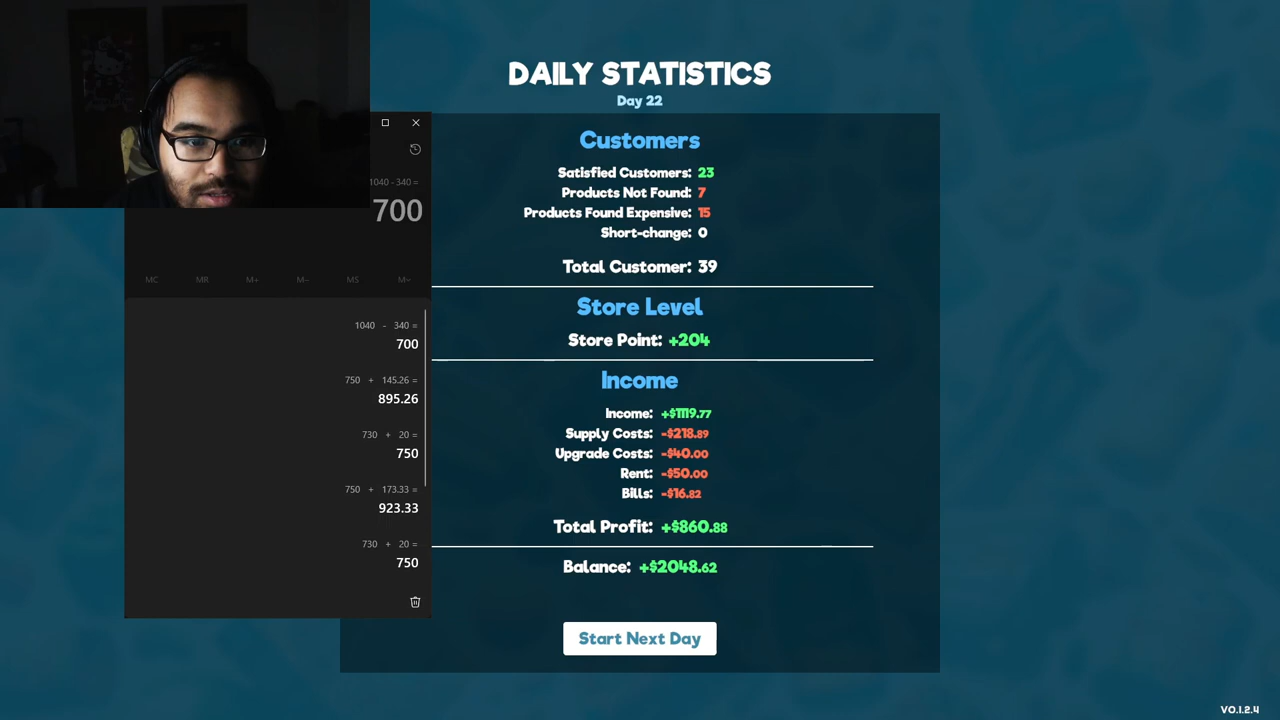 DAILY STATISTICS
Day 22
Customers
Satisfied Customers: 23
Products Not Found: 7
Products Found Expensive: 15
Short-change: 0
Total Customer: 39
Store Level
Store Point: +204
Income
Income: +$1119.77
Supply Costs: -$218.89
Upgrade Costs: -$40.00
Rent: -$50.00
Bills: -$16.82
Total Profit: +$860.88
Balance: +$2048.62
Start Next Day
1040 - 340 =
700
MC MR M+ M- MS M˅
1040 - 340 =
700
750 + 145.26 =
895.26
730 + 20 =
750
750 + 173.33 =
923.33
730 + 20 =
750
V0.1.2.4